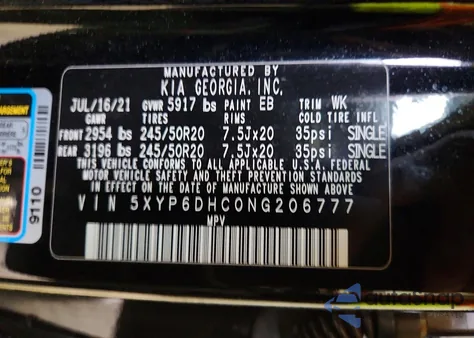 MANUFACTURED BY
KIA GEORGIA, INC.
JUL/16/21 GVWR 5917 lbs PAINT EB TRIM WK
GAWR TIRES RIMS COLD TIRE INFL
FRONT 2954 lbs 245/50R20 7.5Jx20 35psi SINGLE
REAR 3196 lbs 245/50R20 7.5Jx20 35psi SINGLE
THIS VEHICLE CONFORMS TO ALL APPLICABLE U.S.A. FEDERAL
MOTOR VEHICLE SAFETY AND THEFT PREVENTION STANDARDS
IN EFFECT ON THE DATE OF MANUFACTURE SHOWN ABOVE
VIN 5XYP6DHC0NG206777
MPV
9110